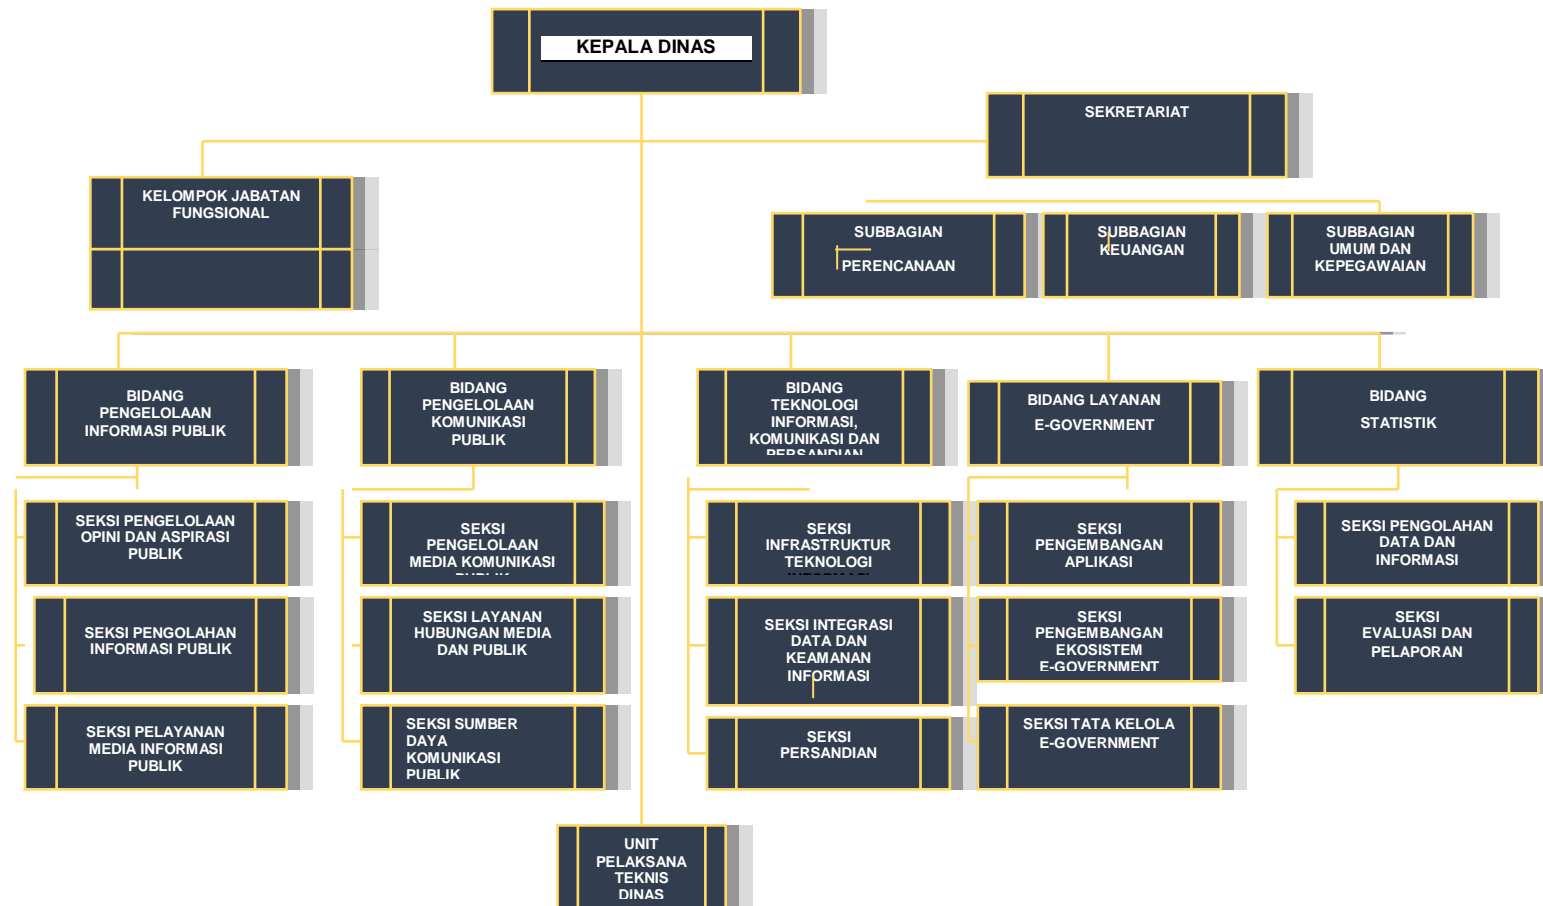 KEPALA DINAS
SEKRETARIAT
KELOMPOK JABATAN
FUNGSIONAL
SUBBAGIAN
PERENCANAAN
SUBBAGIAN
KEUANGAN
SUBBAGIAN
UMUM DAN
KEPEGAWAIAN
BIDANG
PENGELOLAAN
INFORMASI PUBLIK
BIDANG
PENGELOLAAN
KOMUNIKASI
PUBLIK
BIDANG
TEKNOLOGI
INFORMASI,
KOMUNIKASI DAN
PERSANDIAN
BIDANG LAYANAN
E-GOVERNMENT
BIDANG
STATISTIK
SEKSI PENGELOLAAN
OPINI DAN ASPIRASI
PUBLIK
SEKSI
PENGELOLAAN
MEDIA KOMUNIKASI
PUBLIK
SEKSI
INFRASTRUKTUR
TEKNOLOGI
INFORMASI
SEKSI
PENGEMBANGAN
APLIKASI
SEKSI PENGOLAHAN
DATA DAN
INFORMASI
SEKSI PENGOLAHAN
INFORMASI PUBLIK
SEKSI LAYANAN
HUBUNGAN MEDIA
DAN PUBLIK
SEKSI INTEGRASI
DATA DAN
KEAMANAN
INFORMASI
SEKSI
PENGEMBANGAN
EKOSISTEM
E-GOVERNMENT
SEKSI
EVALUASI DAN
PELAPORAN
SEKSI PELAYANAN
MEDIA INFORMASI
PUBLIK
SEKSI SUMBER
DAYA
KOMUNIKASI
PUBLIK
SEKSI
PERSANDIAN
SEKSI TATA KELOLA
E-GOVERNMENT
UNIT
PELAKSANA
TEKNIS
DINAS